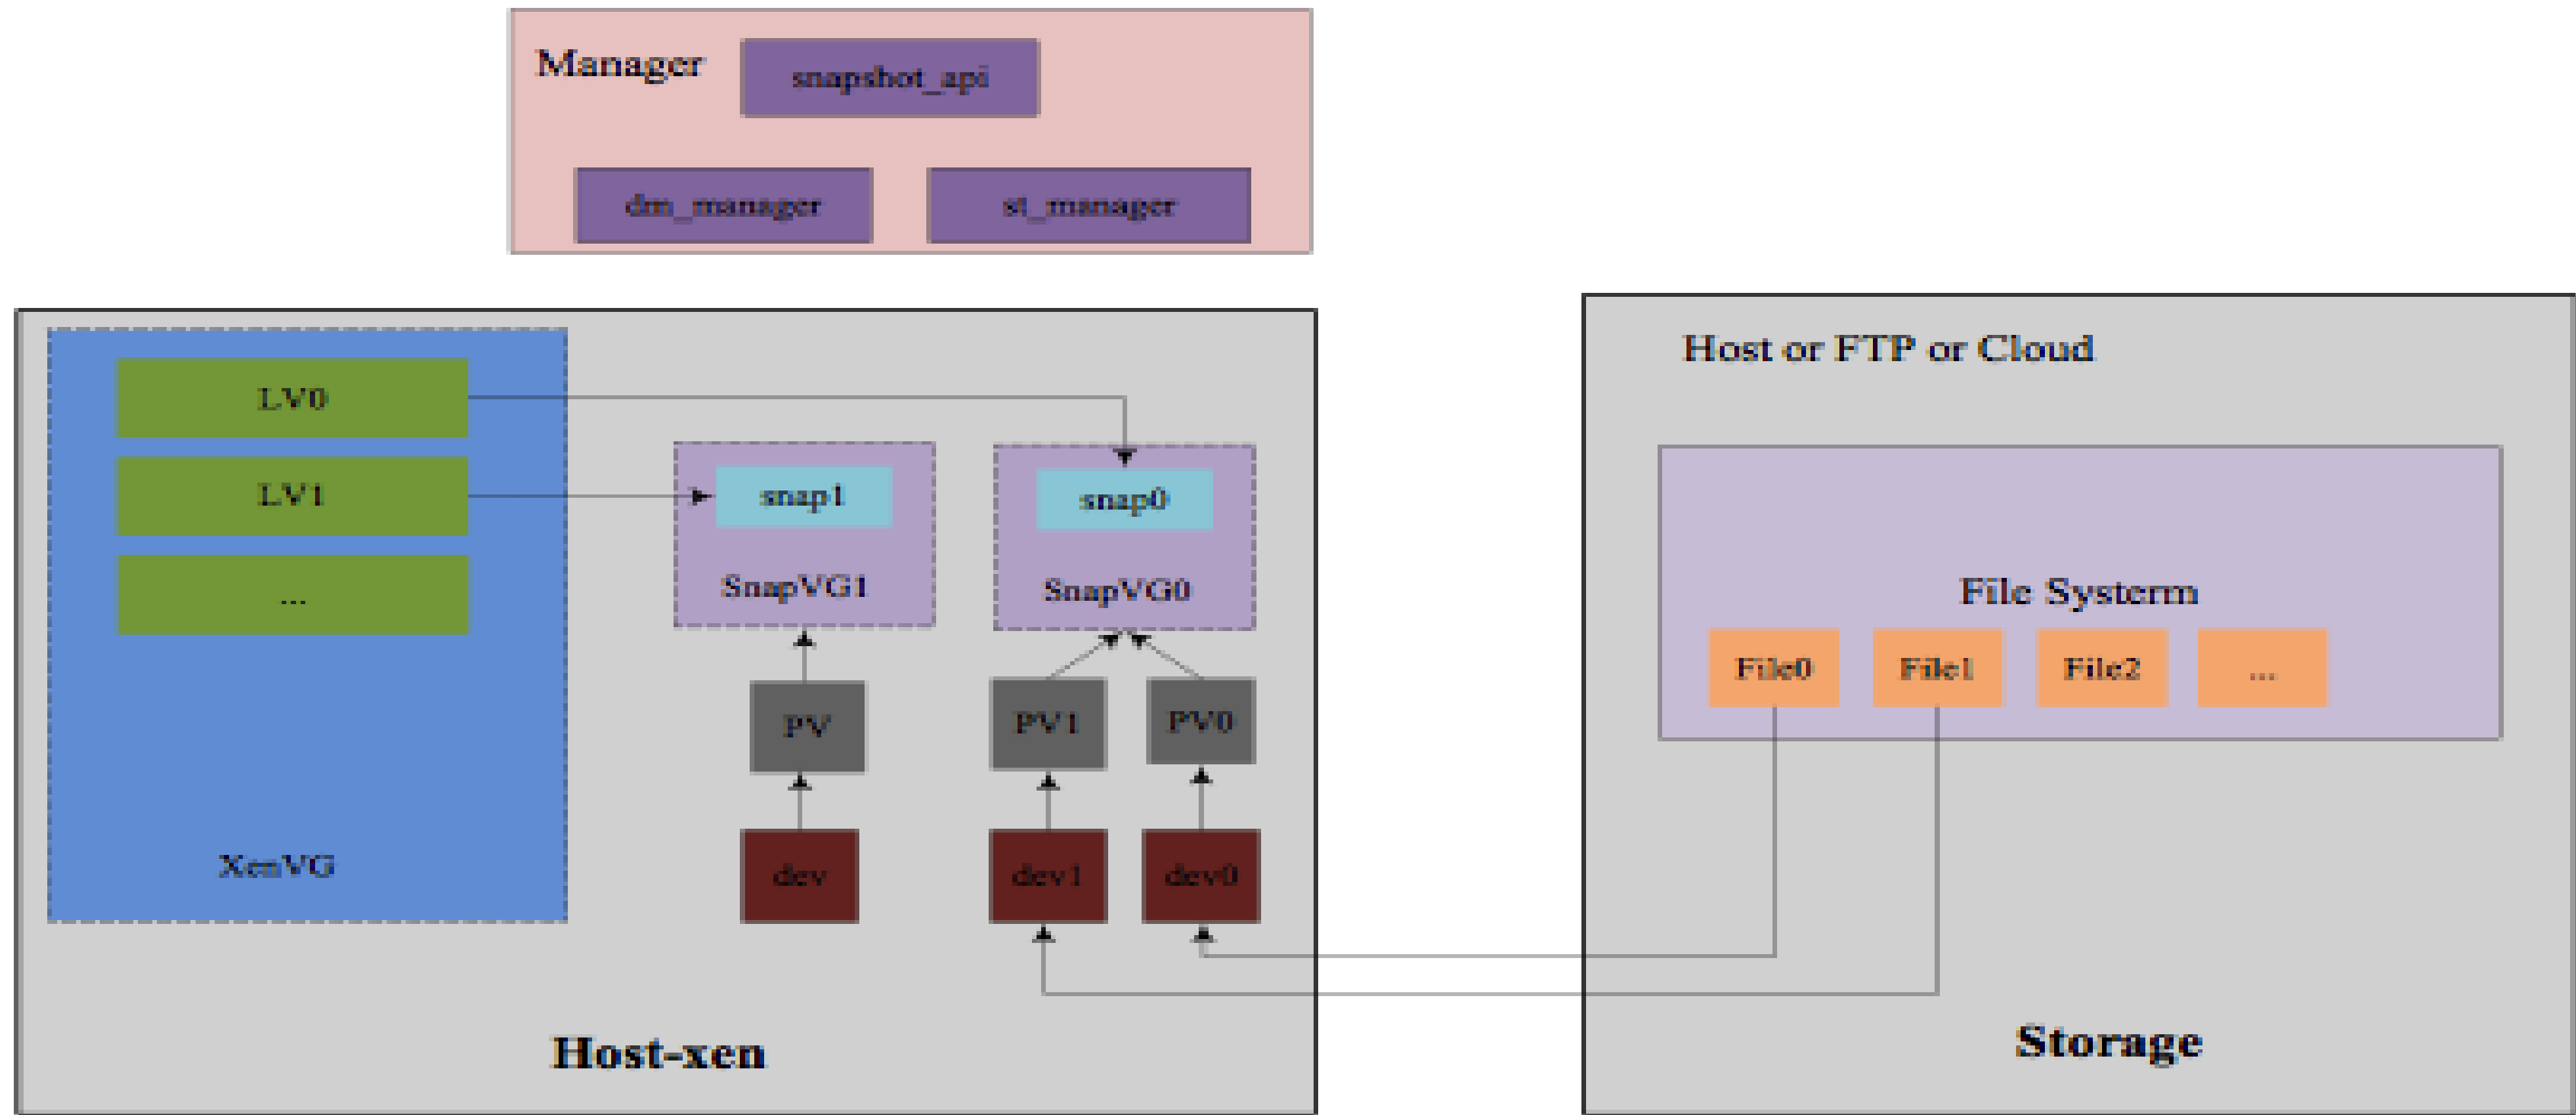 Manager
snapshot_api
dm_manager
st_manager
LV0
LV1
...
XenVG
snap1
SnapVG1
snap0
SnapVG0
PV
PV1
PV0
dev
dev1
dev0
Host-xen
Host or FTP or Cloud
File Systerm
File0
File1
File2
...
Storage